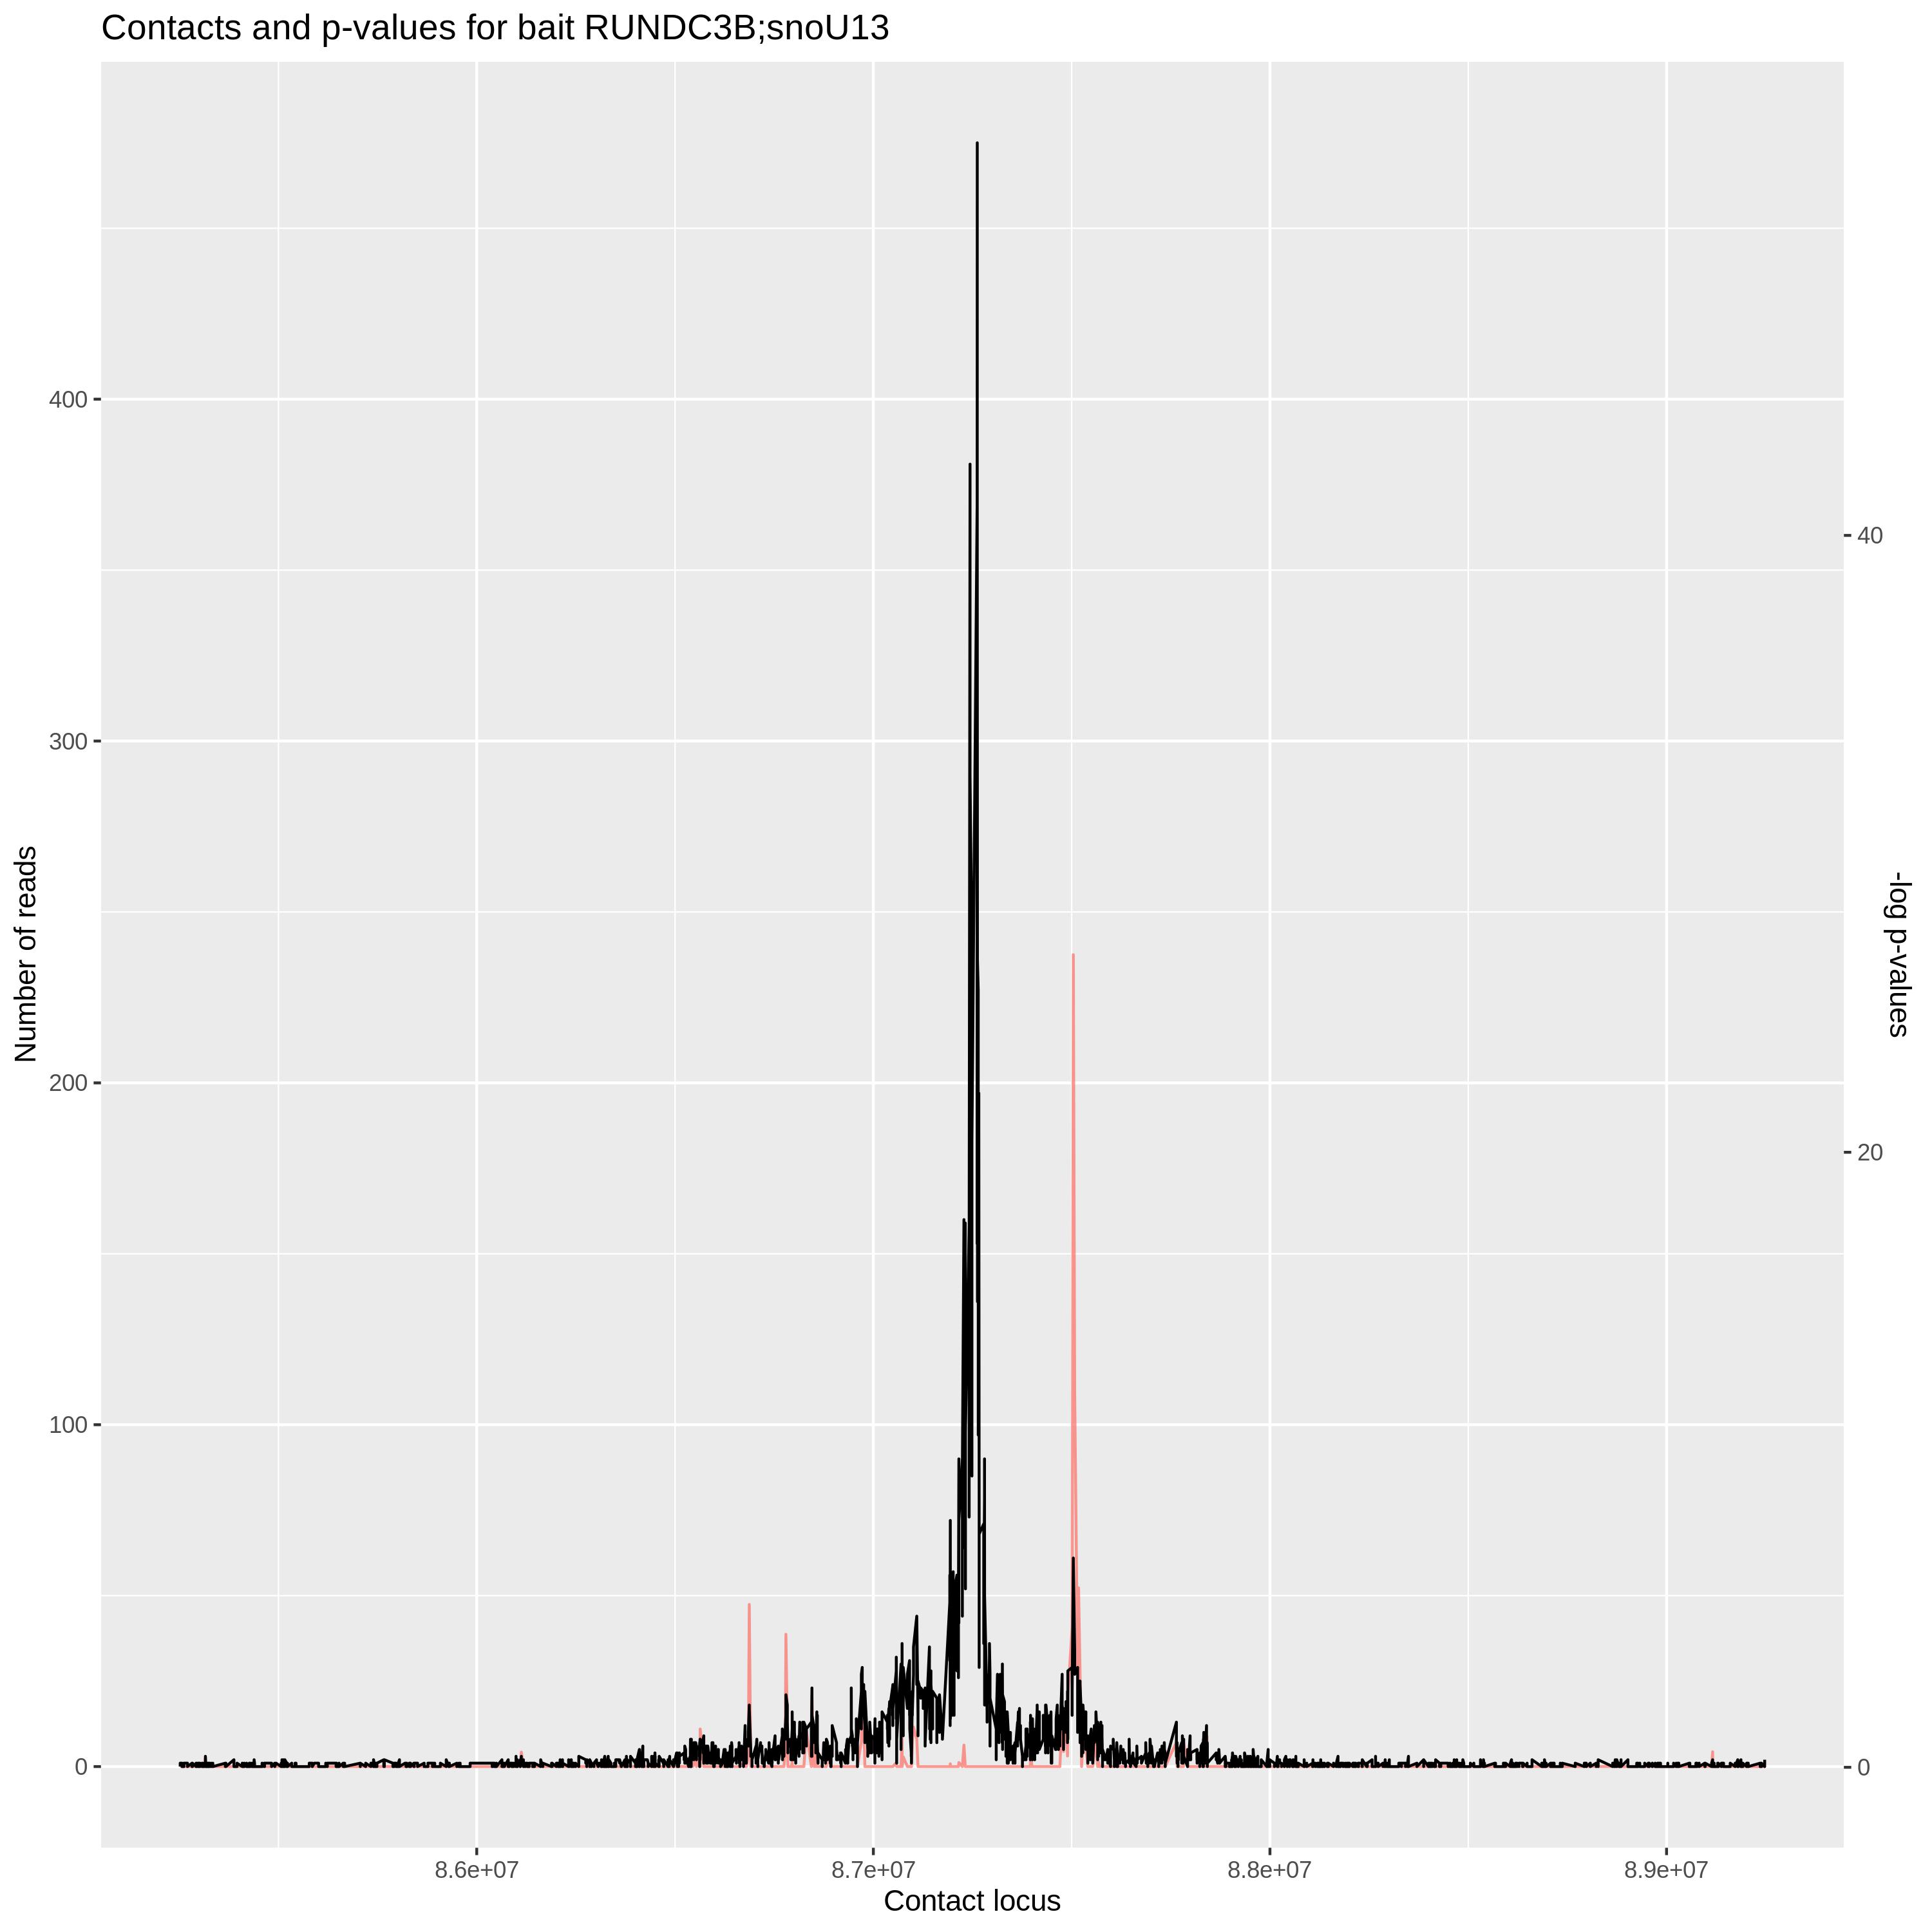 Contacts and p-values for bait RUNDC3B;snoU13
Number of reads
400
300
200
100
0
40
20
0
-log p-values
8.6e+07
8.7e+07
8.8e+07
8.9e+07
Contact locus